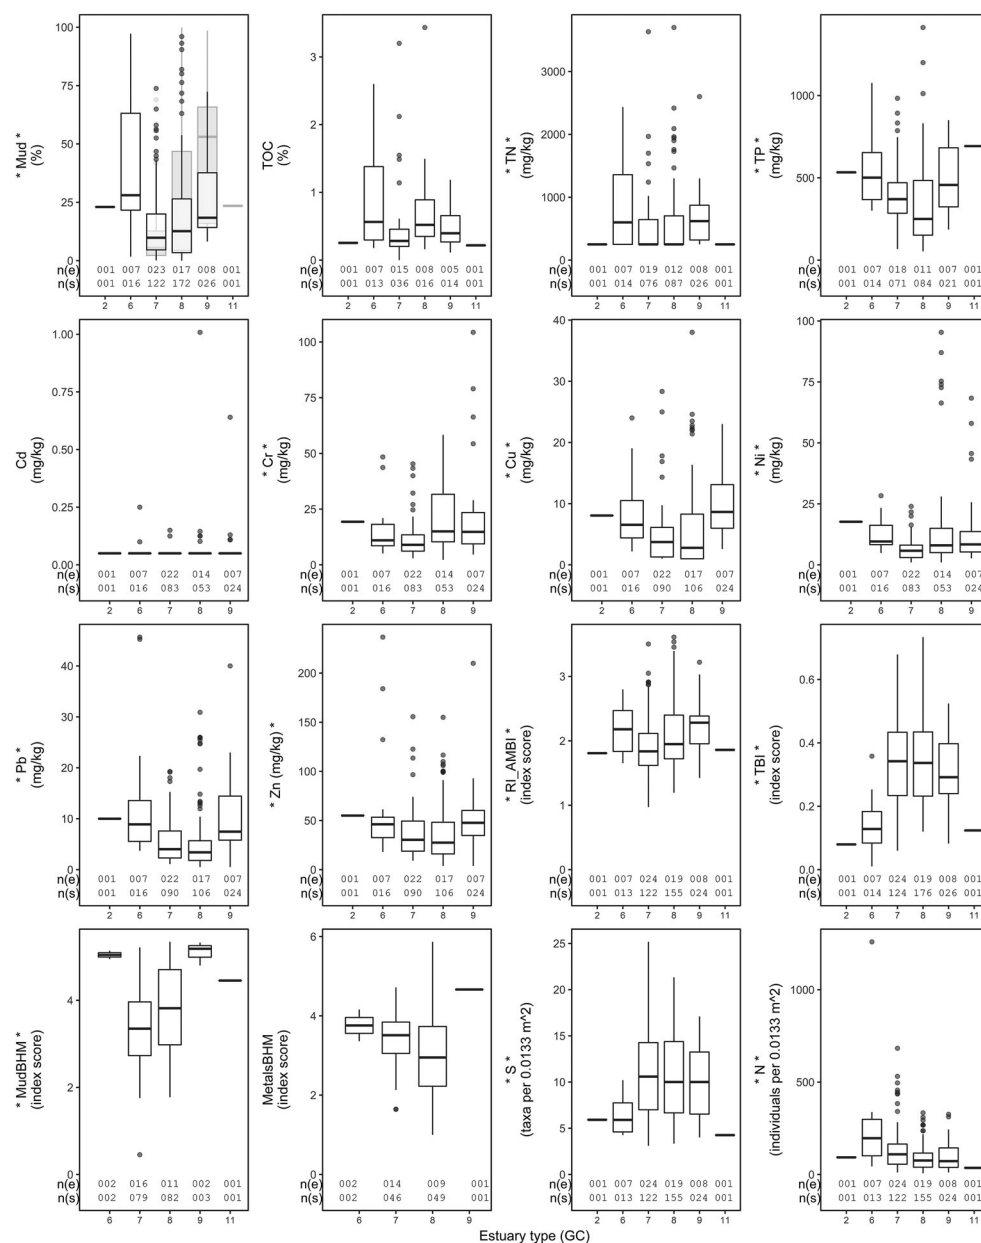 * Mud *
(%)
100
75
50
25
0
n(e) 001 007 023 017 008 001
n(s) 001 016 122 172 026 001
2 6 7 8 9 11
TOC
(%)
3
2
1
0
n(e) 001 007 015 008 005 001
n(s) 001 013 036 016 014 001
2 6 7 8 9 11
* TN *
(mg/kg)
3000
2000
1000
0
n(e) 001 007 019 012 008 001
n(s) 001 014 076 087 026 001
2 6 7 8 9 11
* TP *
(mg/kg)
1000
500
0
n(e) 001 007 018 011 007 001
n(s) 001 014 071 084 021 001
2 6 7 8 9 11
Cd
(mg/kg)
1.00
0.75
0.50
0.25
0.00
n(e) 001 007 022 014 007
n(s) 001 016 083 053 024
2 6 7 8 9
* Cr *
(mg/kg)
100
75
50
25
0
n(e) 001 007 022 014 007
n(s) 001 016 083 053 024
2 6 7 8 9
* Cu *
(mg/kg)
40
30
20
10
0
n(e) 001 007 022 017 007
n(s) 001 016 090 106 024
2 6 7 8 9
* Ni *
(mg/kg)
100
75
50
25
0
n(e) 001 007 022 014 007
n(s) 001 016 083 053 024
2 6 7 8 9
* Pb *
(mg/kg)
40
30
20
10
0
n(e) 001 007 022 017 007
n(s) 001 016 090 106 024
2 6 7 8 9
* Zn (mg/kg) *
200
150
100
50
0
n(e) 001 007 022 017 007
n(s) 001 016 090 106 024
2 6 7 8 9
* RI_AMBI *
(index score)
3
2
1
0
n(e) 001 007 024 019 008 001
n(s) 001 013 122 155 024 001
2 6 7 8 9 11
* TBI *
(index score)
0.6
0.4
0.2
0.0
n(e) 001 007 024 019 008 001
n(s) 001 014 124 176 026 001
2 6 7 8 9 11
* MudBHM *
(index score)
4
2
0
n(e) 002 016 011 002 001
n(s) 002 079 082 003 001
6 7 8 9 11
MetalsBHM
(index score)
6
4
2
0
n(e) 002 014 009 001
n(s) 002 046 049 001
6 7 8 9
* S *
(taxa per 0.0133 m^2)
25
20
15
10
5
0
n(e) 001 007 024 019 008 001
n(s) 001 013 122 155 024 001
2 6 7 8 9 11
* N *
(individuals per 0.0133 m^2)
1000
500
0
n(e) 001 007 024 019 008 001
n(s) 001 013 122 155 024 001
2 6 7 8 9 11
Estuary type (GC)